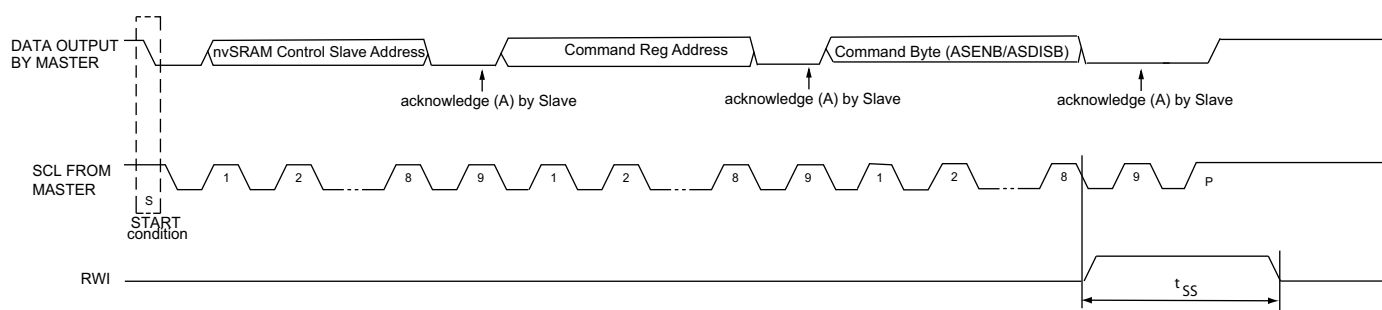 DATA OUTPUT
BY MASTER
nvSRAM Control Slave Address
Command Reg Address
Command Byte (ASENB/ASDISB)
acknowledge (A) by Slave
acknowledge (A) by Slave
acknowledge (A) by Slave
SCL FROM
MASTER
1 2 8 9 1 2 8 9 1 2 8 9 P
S
START
condition
RWI
tSS